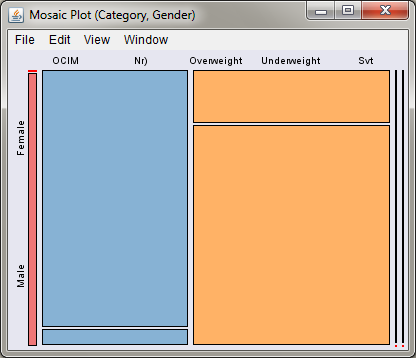 Mosaic Plot (Category, Gender)
File Edit View Window
OCIM Nr) Overweight Underweight Svt
Female
Male